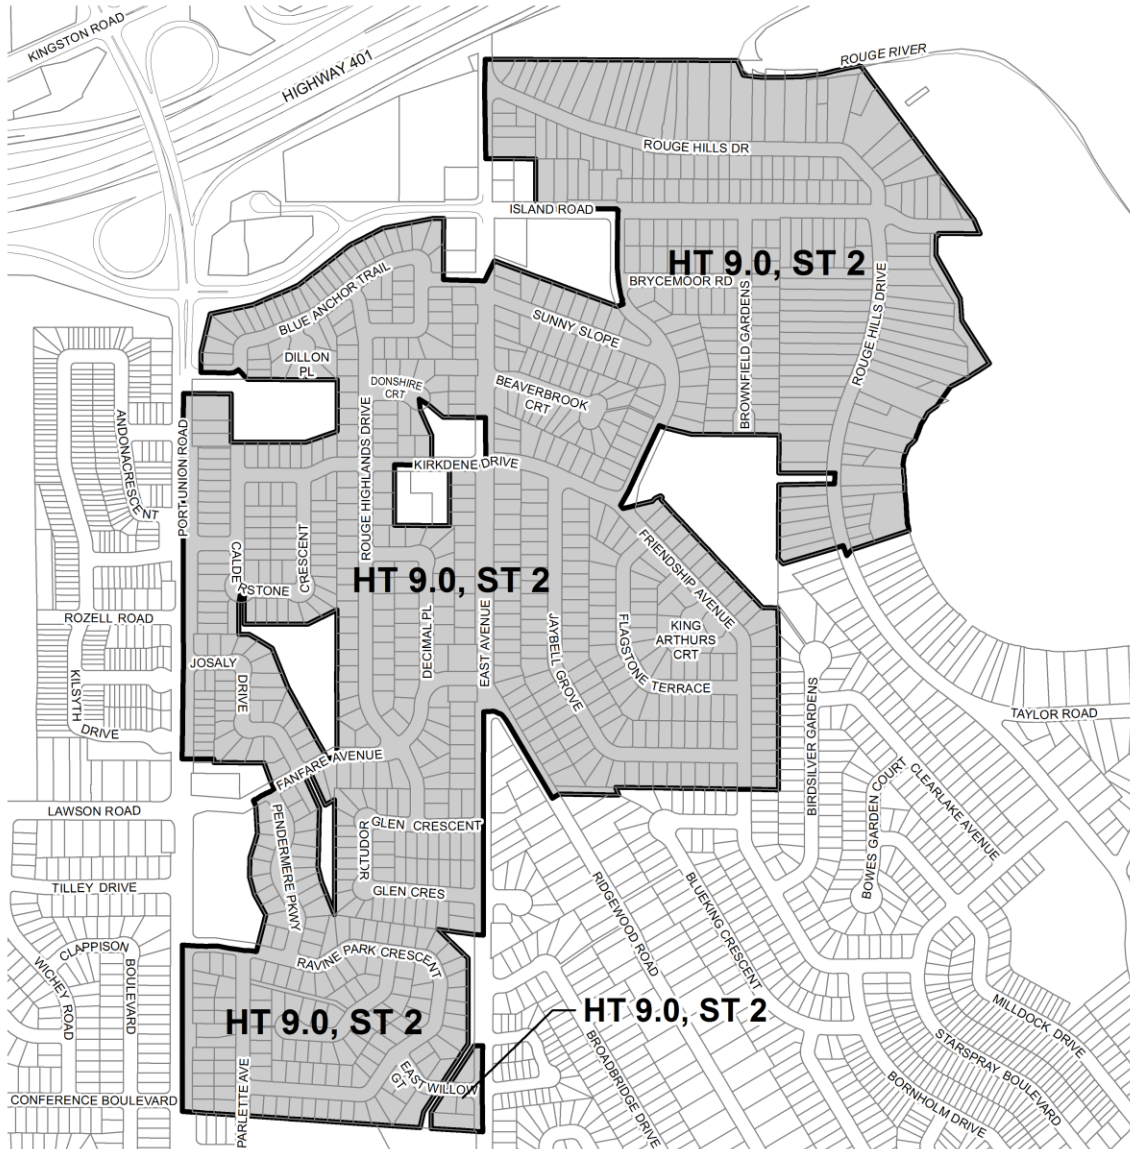 KINGSTON ROAD
HIGHWAY 401
ROUGE RIVER
ROUGE HILLS DR
ISLAND ROAD
HT 9.0, ST 2
BRYCEMOOR RD
BLUE ANCHOR TRAIL
SUNNY SLOPE
ROUGE HILLS DRIVE
BROWNFIELD GARDENS
DILLON
PL
DONSHIRE
CRT
BEAVERBROOK
CRT
ANDONACRESCENT
PORT UNION ROAD
ROUGE HIGHLANDS DRIVE
KIRKDENE DRIVE
CALDERSTONE
CRESCENT
HT 9.0, ST 2
FRIENDSHIP AVENUE
ROZELL ROAD
DECIMAL PL
EAST AVENUE
JAYBELL GROVE
FLAGSTONE TERRACE
KING
ARTHURS
CRT
JOSALY
DRIVE
KILSYTH
DRIVE
BIRDSILVER GARDENS
TAYLOR ROAD
FANFARE AVENUE
BOWES GARDEN COURT
CLEARLAKE AVENUE
LAWSON ROAD
PENDERMERE PKWY
TUDOR
GLEN CRESCENT
GLEN CRES
TILLEY DRIVE
RIDGEWOOD ROAD
BLUEKING CRESCENT
CLAPPISON
BOULEVARD
WICHEY ROAD
RAVINE PARK CRESCENT
HT 9.0, ST 2
HT 9.0, ST 2
MILLDOCK DRIVE
STARSPRAY BOULEVARD
BROADBRIDGE DRIVE
BORNHOLM DRIVE
EAST WILLOW
GT
CONFERENCE BOULEVARD
PARLETTE AVE